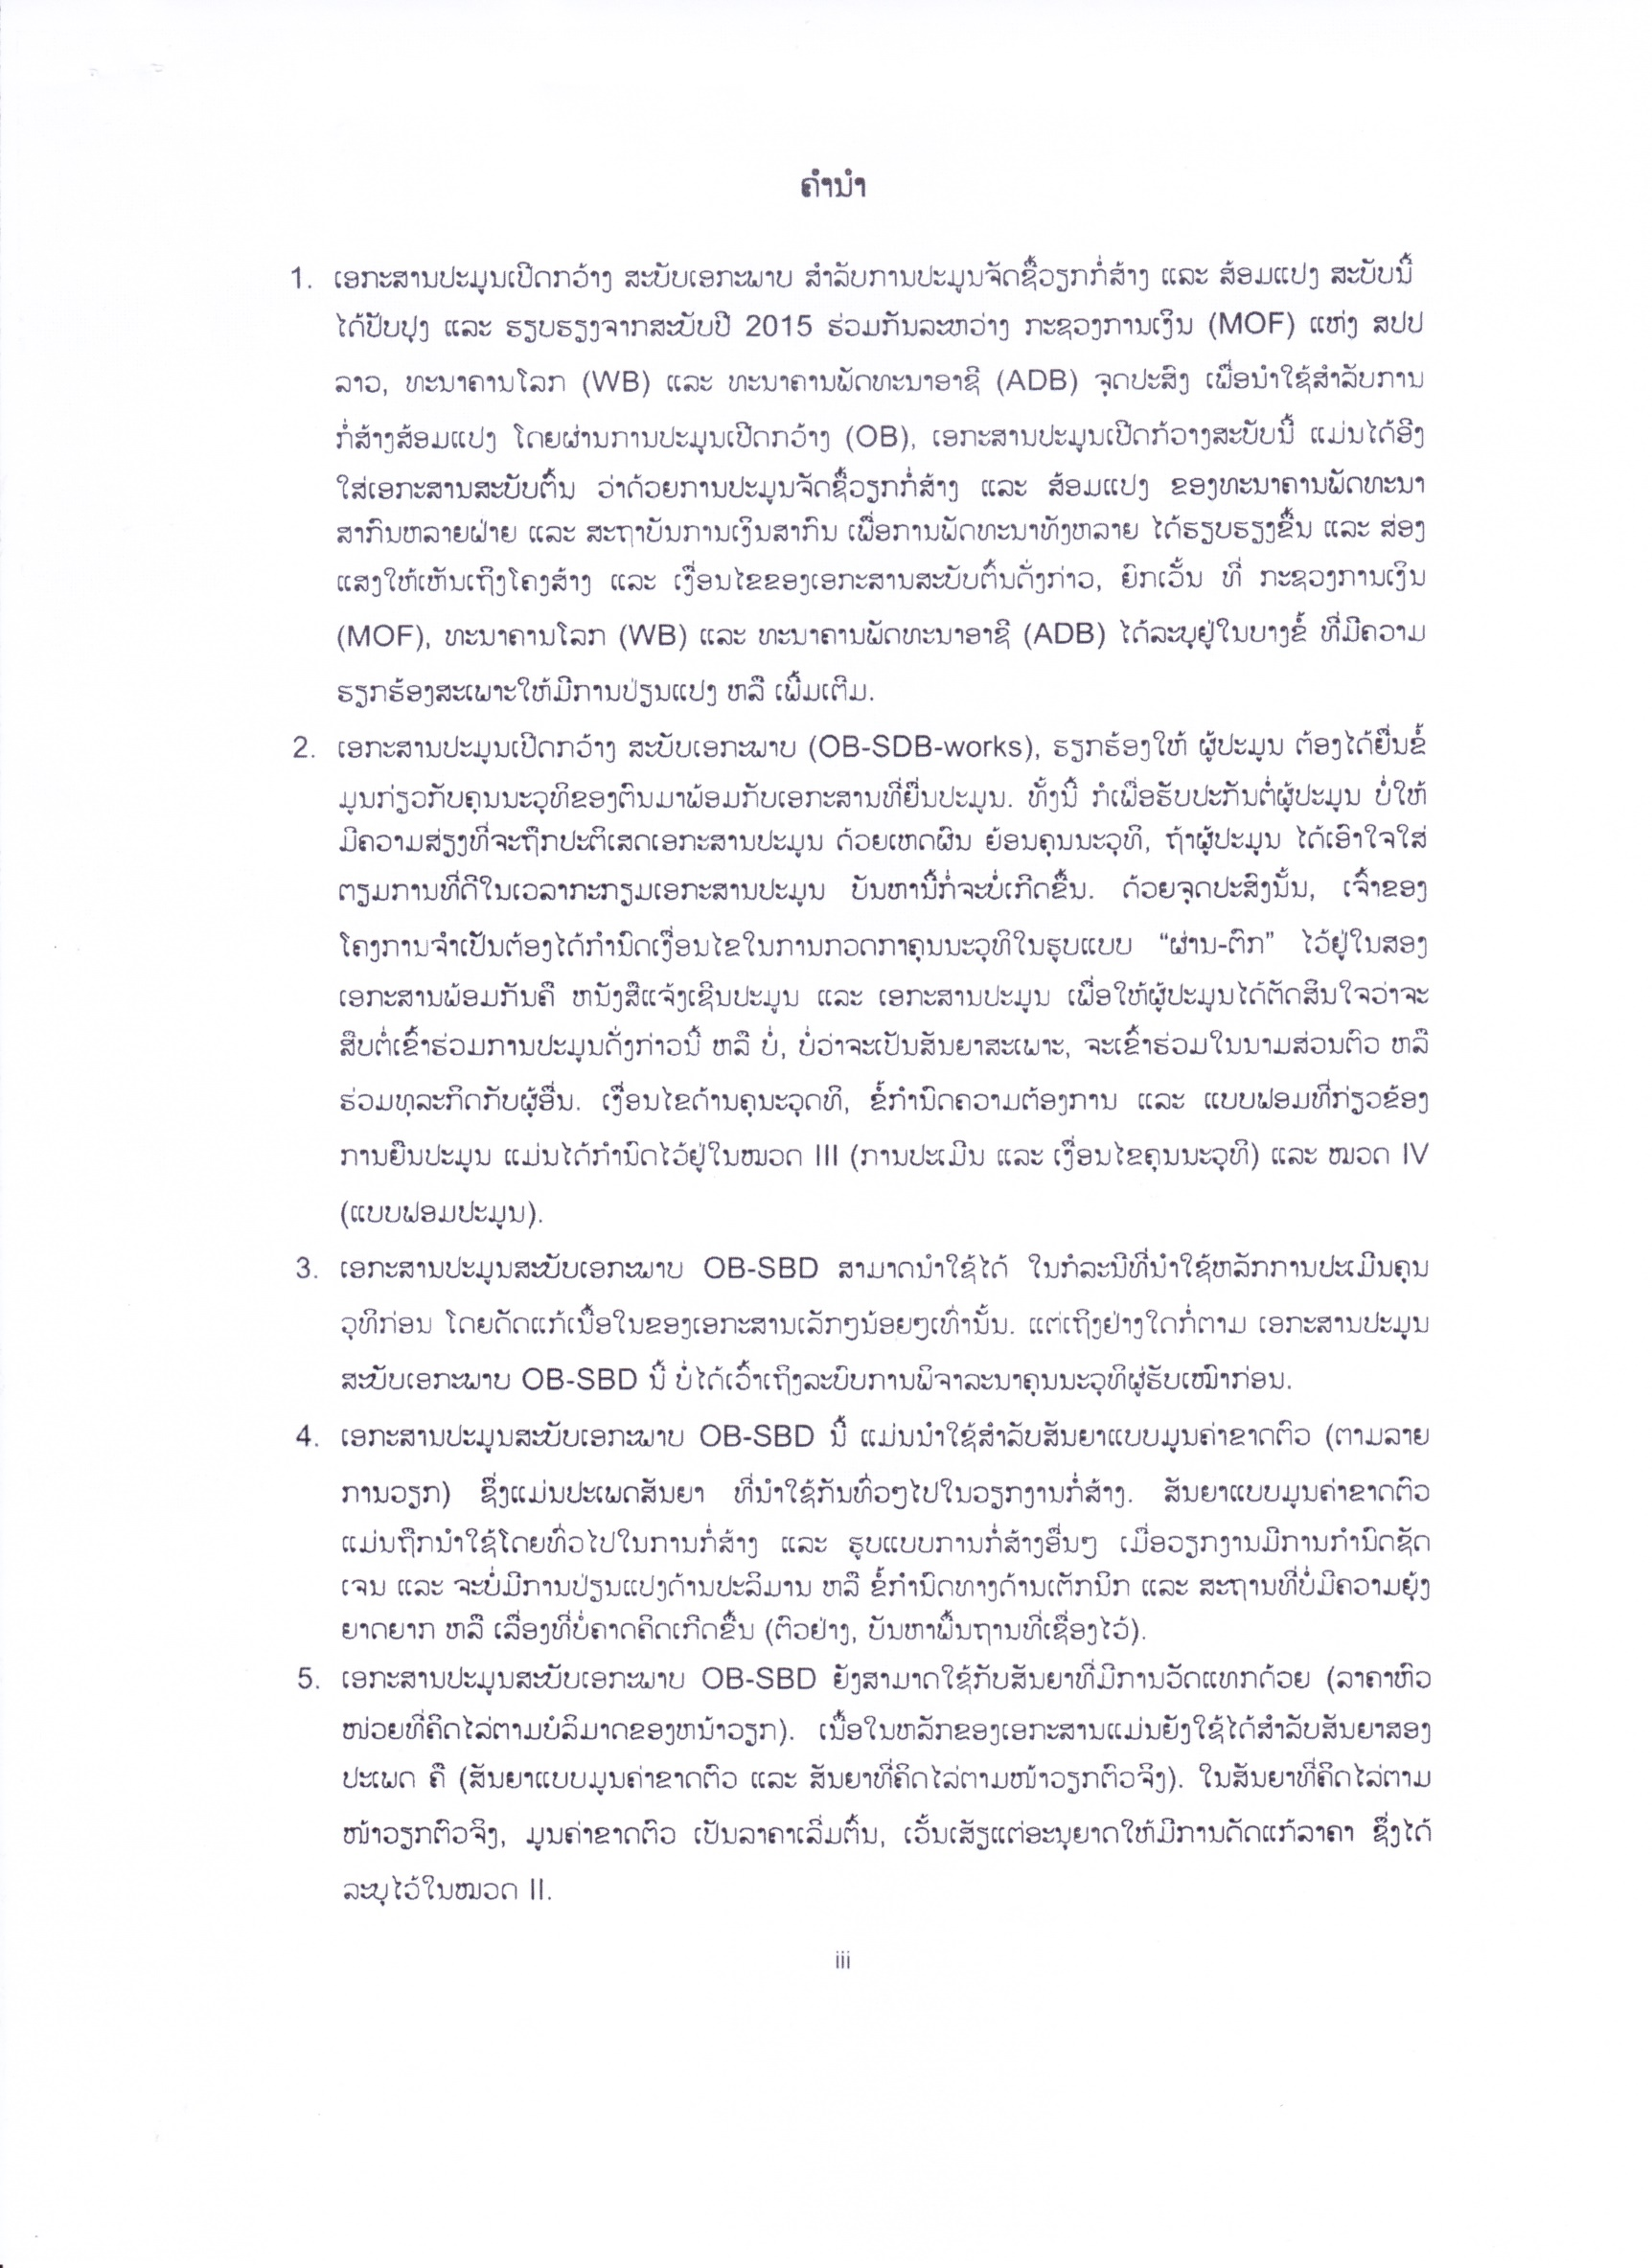 ຄໍານໍາ
1. ເອກະສານປະມູນເປີດກວ້າງ ສະບັບເອກະພາບ ສໍາລັບການປະມູນຈັດຊື້ວຽກກໍ່ສ້າງ ແລະ ສ້ອມແປງ ສະບັບນີ້
ໄດ້ປັບປຸງ ແລະ ຮຽບຮຽງຈາກສະບັບປີ 2015 ຮ່ວມກັນລະຫວ່າງ ກະຊວງການເງິນ (MOF) ແຫ່ງ ສປປ
ລາວ, ທະນາຄານໂລກ (WB) ແລະ ທະນາຄານພັດທະນາອາຊີ (ADB) ຈຸດປະສົງ ເພື່ອນໍາໃຊ້ສໍາລັບການ
ກໍ່ສ້າງສ້ອມແປງ ໂດຍຜ່ານການປະມູນເປີດກວ້າງ (OB), ເອກະສານປະມູນເປີດກ້ວາງສະບັບນີ້ ແມ່ນໄດ້ອີງ
ໃສ່ເອກະສານສະບັບຕົ້ນ ວ່າດ້ວຍການປະມູນຈັດຊື້ວຽກກໍ່ສ້າງ ແລະ ສ້ອມແປງ ຂອງທະນາຄານພັດທະນາ
ສາກົນຫລາຍຝ່າຍ ແລະ ສະຖາບັນການເງິນສາກົນ ເພື່ອການພັດທະນາທັງຫລາຍ ໄດ້ຮຽບຮຽງຂຶ້ນ ແລະ ສ່ອງ
ແສງໃຫ້ເຫັນເຖິງໂຄງສ້າງ ແລະ ເງື່ອນໄຂຂອງເອກະສານສະບັບຕົ້ນດັ່ງກ່າວ, ຍົກເວັ້ນ ທີ່ ກະຊວງການເງິນ
(MOF), ທະນາຄານໂລກ (WB) ແລະ ທະນາຄານພັດທະນາອາຊີ (ADB) ໄດ້ລະບຸຢູ່ໃນບາງຂໍ້ ທີ່ມີຄວາມ
ຮຽກຮ້ອງສະເພາະໃຫ້ມີການປ່ຽນແປງ ຫລື ເພີ້ມເຕີມ.
2. ເອກະສານປະມູນເປີດກວ້າງ ສະບັບເອກະພາບ (OB-SDB-works), ຮຽກຮ້ອງໃຫ້ ຜູ້ປະມູນ ຕ້ອງໄດ້ຍື່ນຂໍ້
ມູນກ່ຽວກັບຄຸນນະວຸທິຂອງຕົນມາພ້ອມກັບເອກະສານທີ່ຍື່ນປະມູນ. ທັ້ງນີ້ ກໍເພື່ອຮັບປະກັນຕໍ່ຜູ້ປະມູນ ບໍ່ໃຫ້
ມີຄວາມສ່ຽງທີ່ຈະຖືກປະຕິເສດເອກະສານປະມູນ ດ້ວຍເຫດຜົນ ຍ້ອນຄຸນນະວຸທິ, ຖ້າຜູ້ປະມູນ ໄດ້ເອົາໃຈໃສ່
ຕຽມການທີ່ດີໃນເວລາກະກຽມເອກະສານປະມູນ ບັນຫານີ້ກໍ່ຈະບໍ່ເກີດຂຶ້ນ. ດ້ວຍຈຸດປະສົງນັ້ນ, ເຈົ້າຂອງ
ໂຄງການຈໍາເປັນຕ້ອງໄດ້ກໍານົດເງື່ອນໄຂໃນການກວດກາຄຸນນະວຸທິໃນຮູບແບບ “ຜ່ານ-ຕົກ” ໄວ້ຢູ່ໃນສອງ
ເອກະສານພ້ອມກັນຄື ຫນັງສືແຈ້ງເຊີນປະມູນ ແລະ ເອກະສານປະມູນ ເພື່ອໃຫ້ຜູ້ປະມູນໄດ້ຕັດສິນໃຈວ່າຈະ
ສືບຕໍ່ເຂົ້າຮ່ວມການປະມູນດັ່ງກ່າວນີ້ ຫລື ບໍ່, ບໍ່ວ່າຈະເປັນສັນຍາສະເພາະ, ຈະເຂົ້າຮ່ວມໃນນາມສ່ວນຕົວ ຫລື
ຮ່ວມທຸລະກິດກັບຜູ້ອື່ນ. ເງື່ອນໄຂດ້ານຄຸນະວຸດທິ, ຂໍ້ກໍານົດຄວາມຕ້ອງການ ແລະ ແບບຟອມທີ່ກ່ຽວຂ້ອງ
ການຍືນປະມູນ ແມ່ນໄດ້ກໍານົດໄວ້ຢູ່ໃນໝວດ III (ການປະເມີນ ແລະ ເງື່ອນໄຂຄຸນນະວຸທິ) ແລະ ໝວດ IV
(ແບບຟອມປະມູນ).
3. ເອກະສານປະມູນສະບັບເອກະພາບ OB-SBD ສາມາດນໍາໃຊ້ໄດ້ ໃນກໍລະນີທີ່ນໍາໃຊ້ຫລັກການປະເມີນຄຸນ
ວຸທິກ່ອນ ໂດຍດັດແກ້ເນື້ອໃນຂອງເອກະສານເລັກໆນ້ອຍໆເທົ່ານັ້ນ. ແຕ່ເຖິງຢ່າງໃດກໍ່ຕາມ ເອກະສານປະມູນ
ສະບັບເອກະພາບ OB-SBD ນີ້ ບໍ່ໄດ້ເວົ້າເຖິງລະບົບການພິຈາລະນາຄຸນນະວຸທິຜູ່ຮັບເໝົາກ່ອນ.
4. ເອກະສານປະມູນສະບັບເອກະພາບ OB-SBD ນີ້ ແມ່ນນໍາໃຊ້ສໍາລັບສັນຍາແບບມູນຄ່າຂາດຕົວ (ຕາມລາຍ
ການວຽກ) ຊຶ່ງແມ່ນປະເພດສັນຍາ ທີ່ນໍາໃຊ້ກັນທົ່ວໆໄປໃນວຽກງານກໍ່ສ້າງ. ສັນຍາແບບມູນຄ່າຂາດຕົວ
ແມ່ນຖືກນໍາໃຊ້ໂດຍທົ່ວໄປໃນການກໍ່ສ້າງ ແລະ ຮູບແບບການກໍ່ສ້າງອື່ນໆ ເມື່ອວຽກງານມີການກໍານົດຊັດ
ເຈນ ແລະ ຈະບໍ່ມີການປ່ຽນແປງດ້ານປະລິມານ ຫລື ຂໍ້ກໍານົດທາງດ້ານເຕັກນິກ ແລະ ສະຖານທີ່ບໍ່ມີຄວາມຍຸ້ງ
ຍາດຍາກ ຫລື ເລື່ອງທີ່ບໍ່ຄາດຄິດເກີດຂຶ້ນ (ຕົວຢ່າງ, ບັນຫາພື້ນຖານທີ່ເຊື່ອງໄວ້).
5. ເອກະສານປະມູນສະບັບເອກະພາບ OB-SBD ຍັງສາມາດໃຊ້ກັບສັນຍາທີ່ມີການວັດແທກດ້ວຍ (ລາຄາຫົວ
ໜ່ວຍທີ່ຄິດໄລ່ຕາມບໍລິມາດຂອງຫນ້າວຽກ). ເນື້ອໃນຫລັກຂອງເອກະສານແມ່ນຍັງໃຊ້ໄດ້ສໍາລັບສັນຍາສອງ
ປະເພດ ຄື (ສັນຍາແບບມູນຄ່າຂາດຕົວ ແລະ ສັນຍາທີ່ຄິດໄລ່ຕາມໜ້າວຽກຕົວຈິງ). ໃນສັນຍາທີ່ຄິດໄລ່ຕາມ
ໜ້າວຽກຕົວຈິງ, ມູນຄ່າຂາດຕົວ ເປັນລາຄາເລີ່ມຕົ້ນ, ເວັ້ນເສັຽແຕ່ອະນຸຍາດໃຫ້ມີການດັດແກ້ລາຄາ ຊຶ່ງໄດ້
ລະບຸໄວ້ໃນໝວດ II.
iii